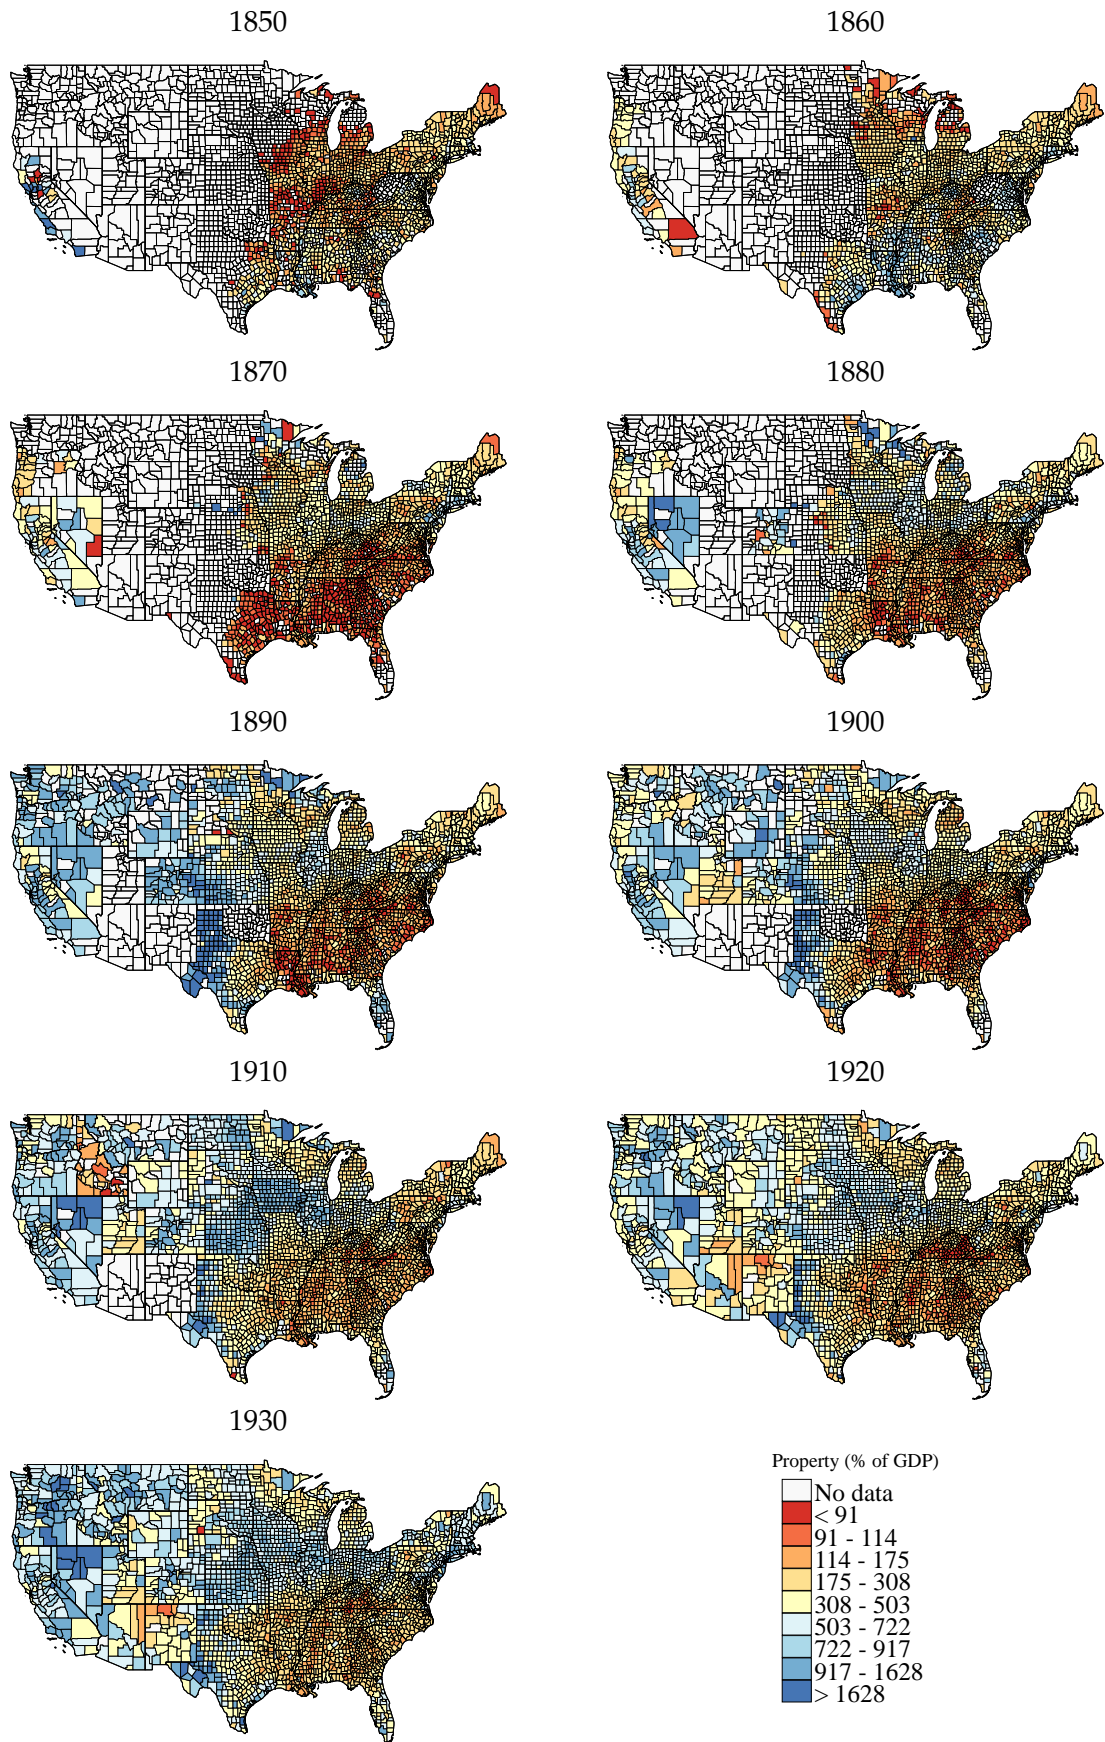 1850
1860
1870
1880
1890
1900
1910
1920
1930
Property (% of GDP)
No data
< 91
91 - 114
114 - 175
175 - 308
308 - 503
503 - 722
722 - 917
917 - 1628
> 1628